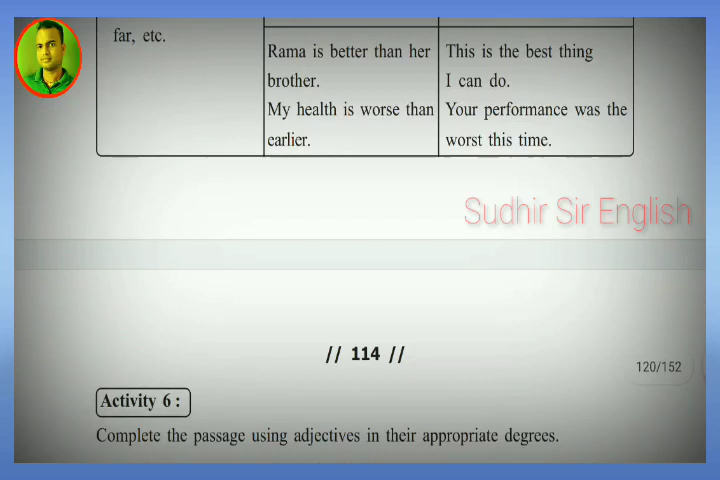 far, etc.
Rama is better than her
brother.
My health is worse than
earlier.
This is the best thing
I can do.
Your performance was the
worst this time.
Sudhir Sir English
// 114 //
120/152
Activity 6 :
Complete the passage using adjectives in their appropriate degrees.